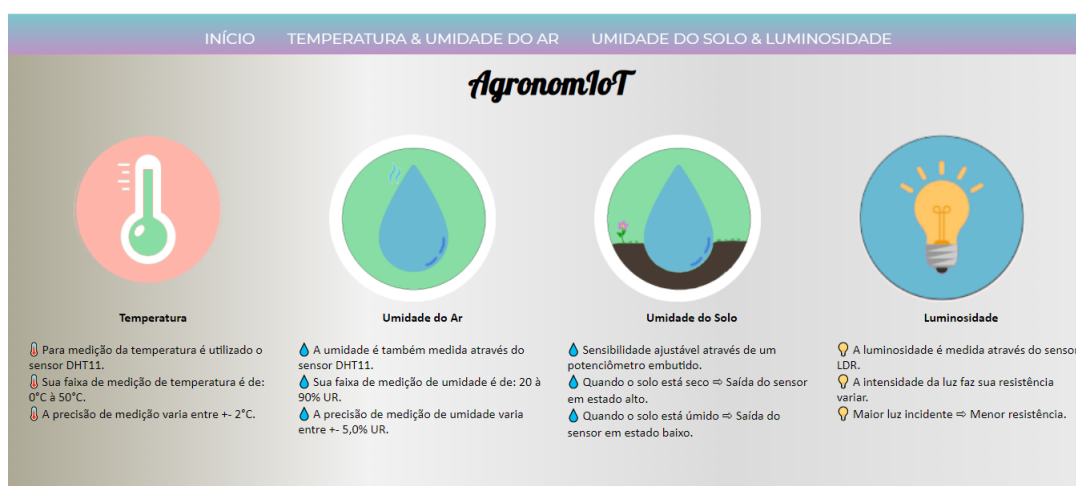 INÍCIO TEMPERATURA & UMIDADE DO AR UMIDADE DO SOLO & LUMINOSIDADE
AgronomIoT
Temperatura
Para medição da temperatura é utilizado o
sensor DHT11.
Sua faixa de medição de temperatura é de:
0°C à 50°C.
A precisão de medição varia entre +- 2°C.
Umidade do Ar
A umidade é também medida através do
sensor DHT11.
Sua faixa de medição de umidade é de: 20 à
90% UR.
A precisão de medição de umidade varia
entre +- 5,0% UR.
Umidade do Solo
Sensibilidade ajustável através de um
potenciômetro embutido.
Quando o solo está seco ⇨ Saída do sensor
em estado alto.
Quando o solo está úmido ⇨ Saída do
sensor em estado baixo.
Luminosidade
A luminosidade é medida através do sensor
LDR.
A intensidade da luz faz sua resistência
variar.
Maior luz incidente ⇨ Menor resistência.